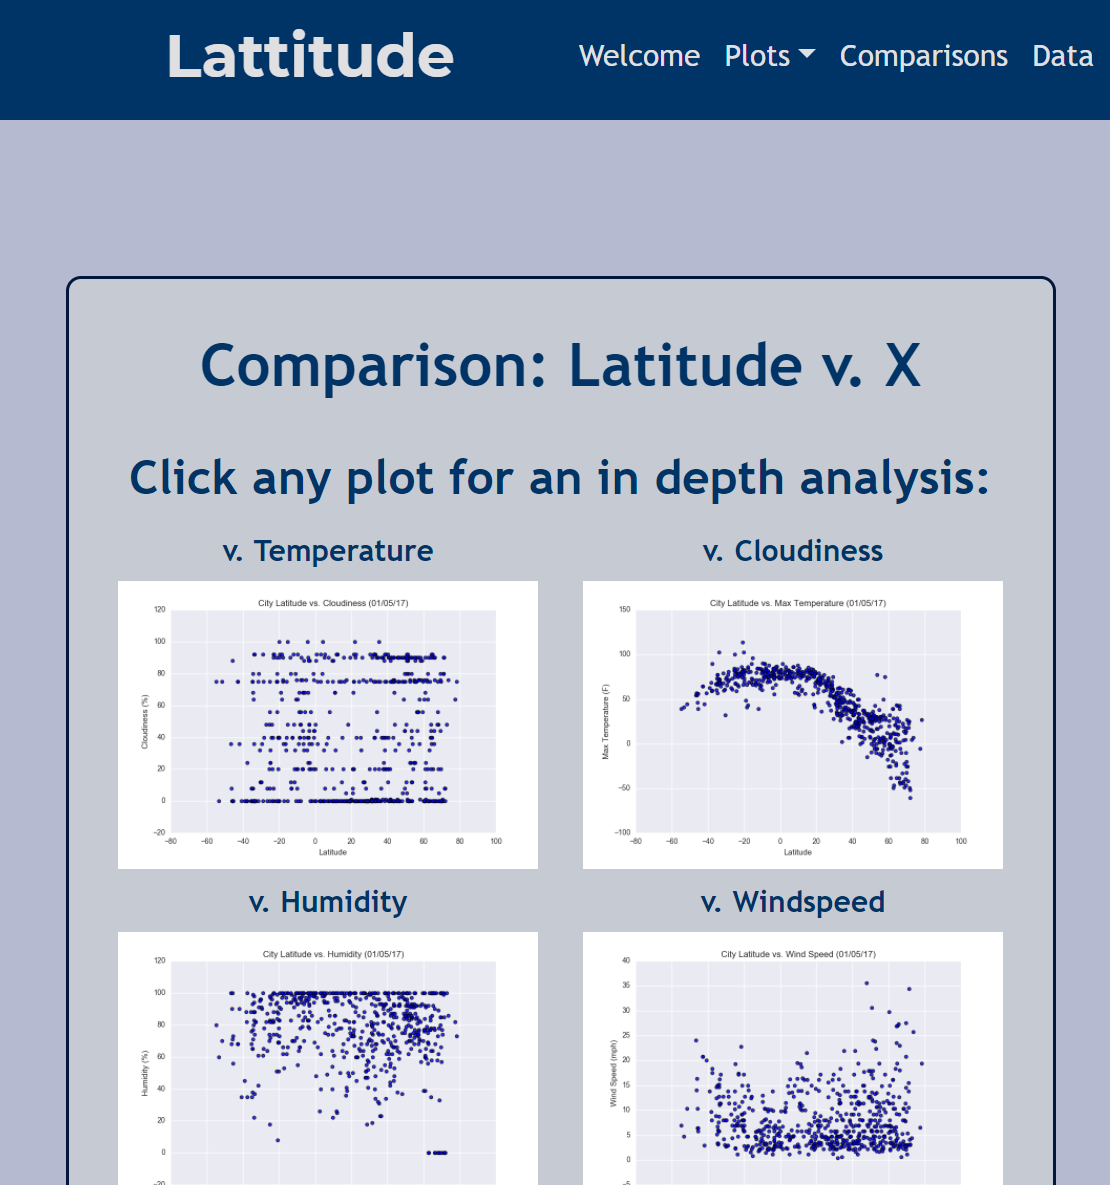 Lattitude
Welcome Plots Comparisons Data
Comparison: Latitude v. X
Click any plot for an in depth analysis:
v. Temperature
City Latitude vs. Cloudiness (01/05/17)
Cloudiness (%)
120
100
80
60
40
20
0
−20
−80 −60 −40 −20 0 20 40 60 80 100
Latitude
v. Cloudiness
City Latitude vs. Max Temperature (01/05/17)
Max Temperature (F)
150
100
50
0
−50
−100
−80 −60 −40 −20 0 20 40 60 80 100
Latitude
v. Humidity
City Latitude vs. Humidity (01/05/17)
Humidity (%)
120
100
80
60
40
20
0
−20
v. Windspeed
City Latitude vs. Wind Speed (01/05/17)
Wind Speed (mph)
40
35
30
25
20
15
10
5
0
−5